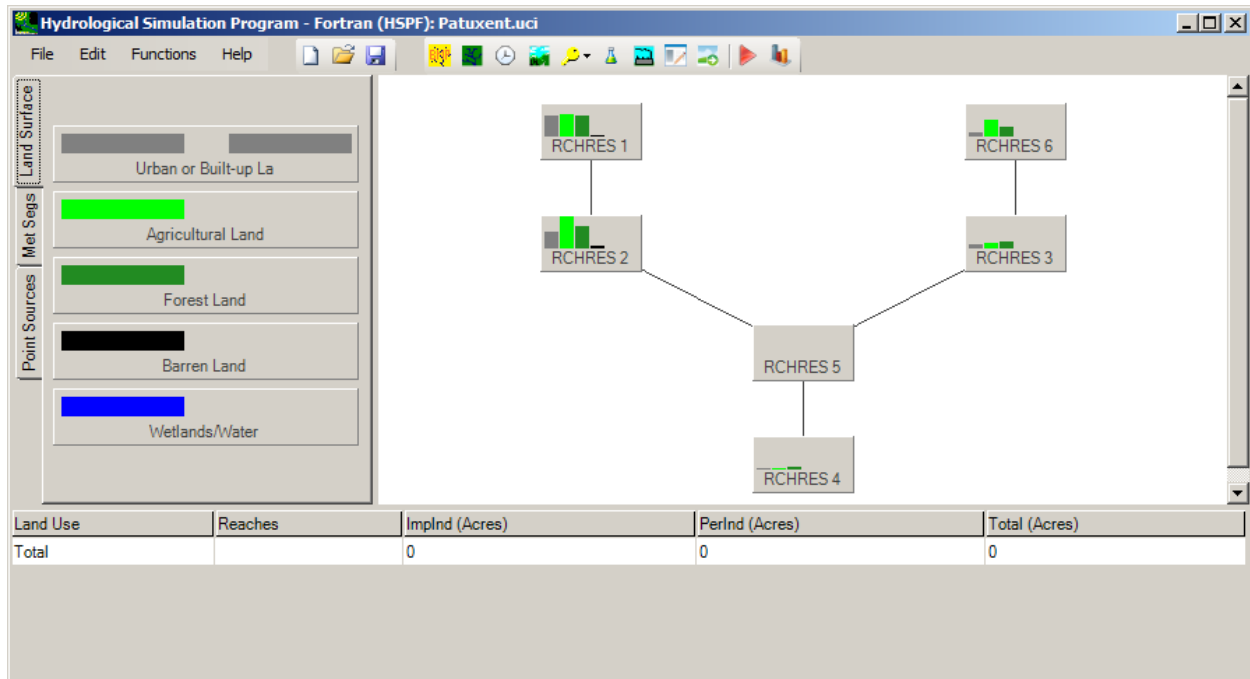 Hydrological Simulation Program - Fortran (HSPF): Patuxent.uci
File Edit Functions Help
Land Surface
Met Segs
Point Sources
Urban or Built-up La
Agricultural Land
Forest Land
Barren Land
Wetlands/Water
RCHRES 1
RCHRES 6
RCHRES 2
RCHRES 3
RCHRES 5
RCHRES 4
Land Use Reaches ImpInd (Acres) PerInd (Acres) Total (Acres)
Total 0 0 0